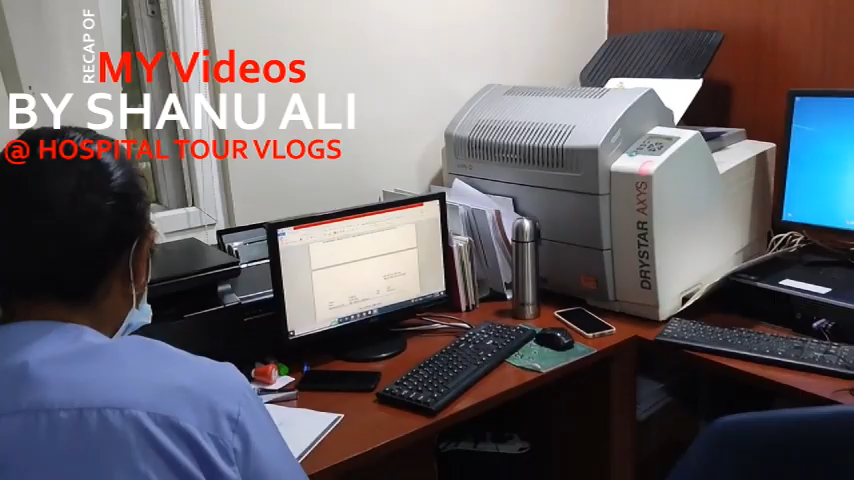 RECAP OF
MY Videos
BY SHANU ALI
@ HOSPITAL TOUR VLOGS
DRYSTAR AXYS